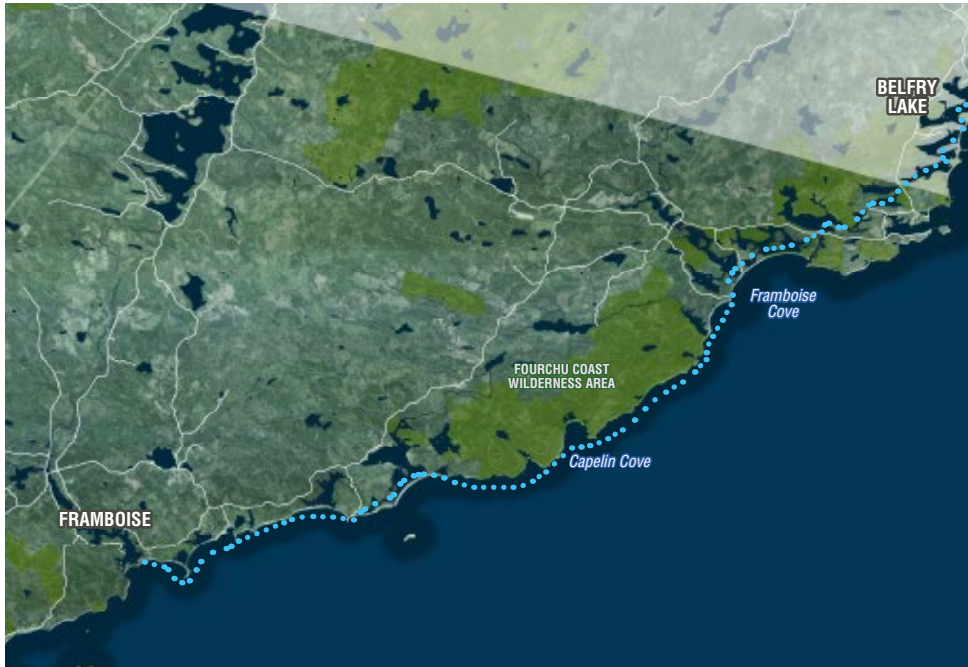 BELFRY
LAKE
Framboise
Cove
FOURCHU COAST
WILDERNESS AREA
Capelin Cove
FRAMBOISE